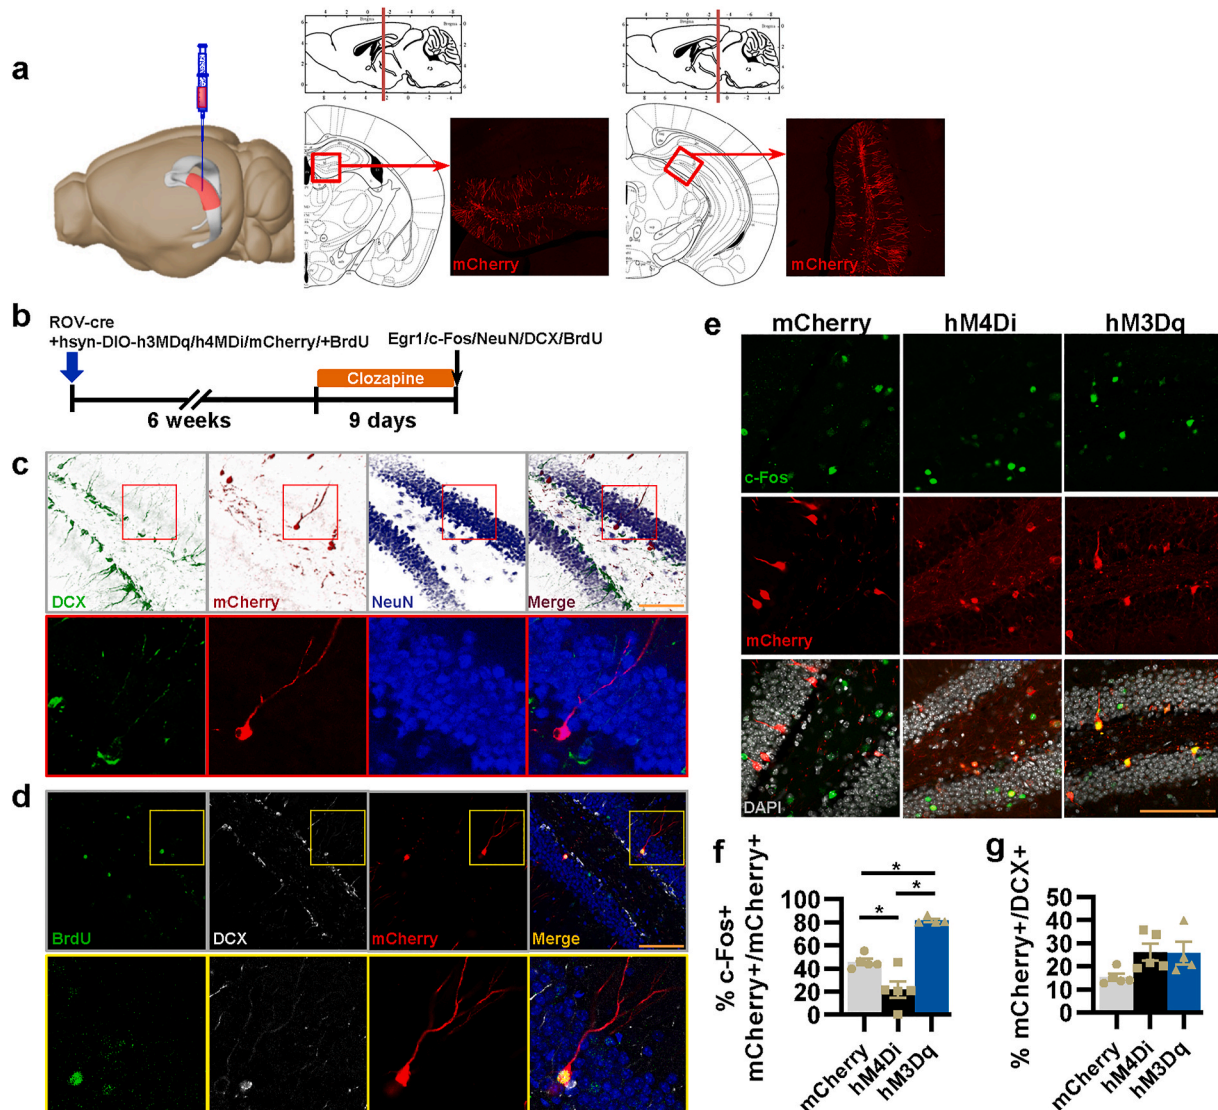 a
Bregma
Bregma
mCherry
mCherry
b
ROV-cre
+hsyn-DIO-h3MDq/h4MDi/mCherry/+BrdU
Egr1/c-Fos/NeuN/DCX/BrdU
Clozapine
6 weeks
9 days
c
DCX
mCherry
NeuN
Merge
d
BrdU
DCX
mCherry
Merge
e
mCherry
hM4Di
hM3Dq
c-Fos
mCherry
DAPI
f
% c-Fos+
mCherry+/mCherry+
100
80
60
40
20
0
*
*
*
mCherry
hM4Di
hM3Dq
g
% mCherry+/DCX+
50
40
30
20
10
0
mCherry
hM4Di
hM3Dq